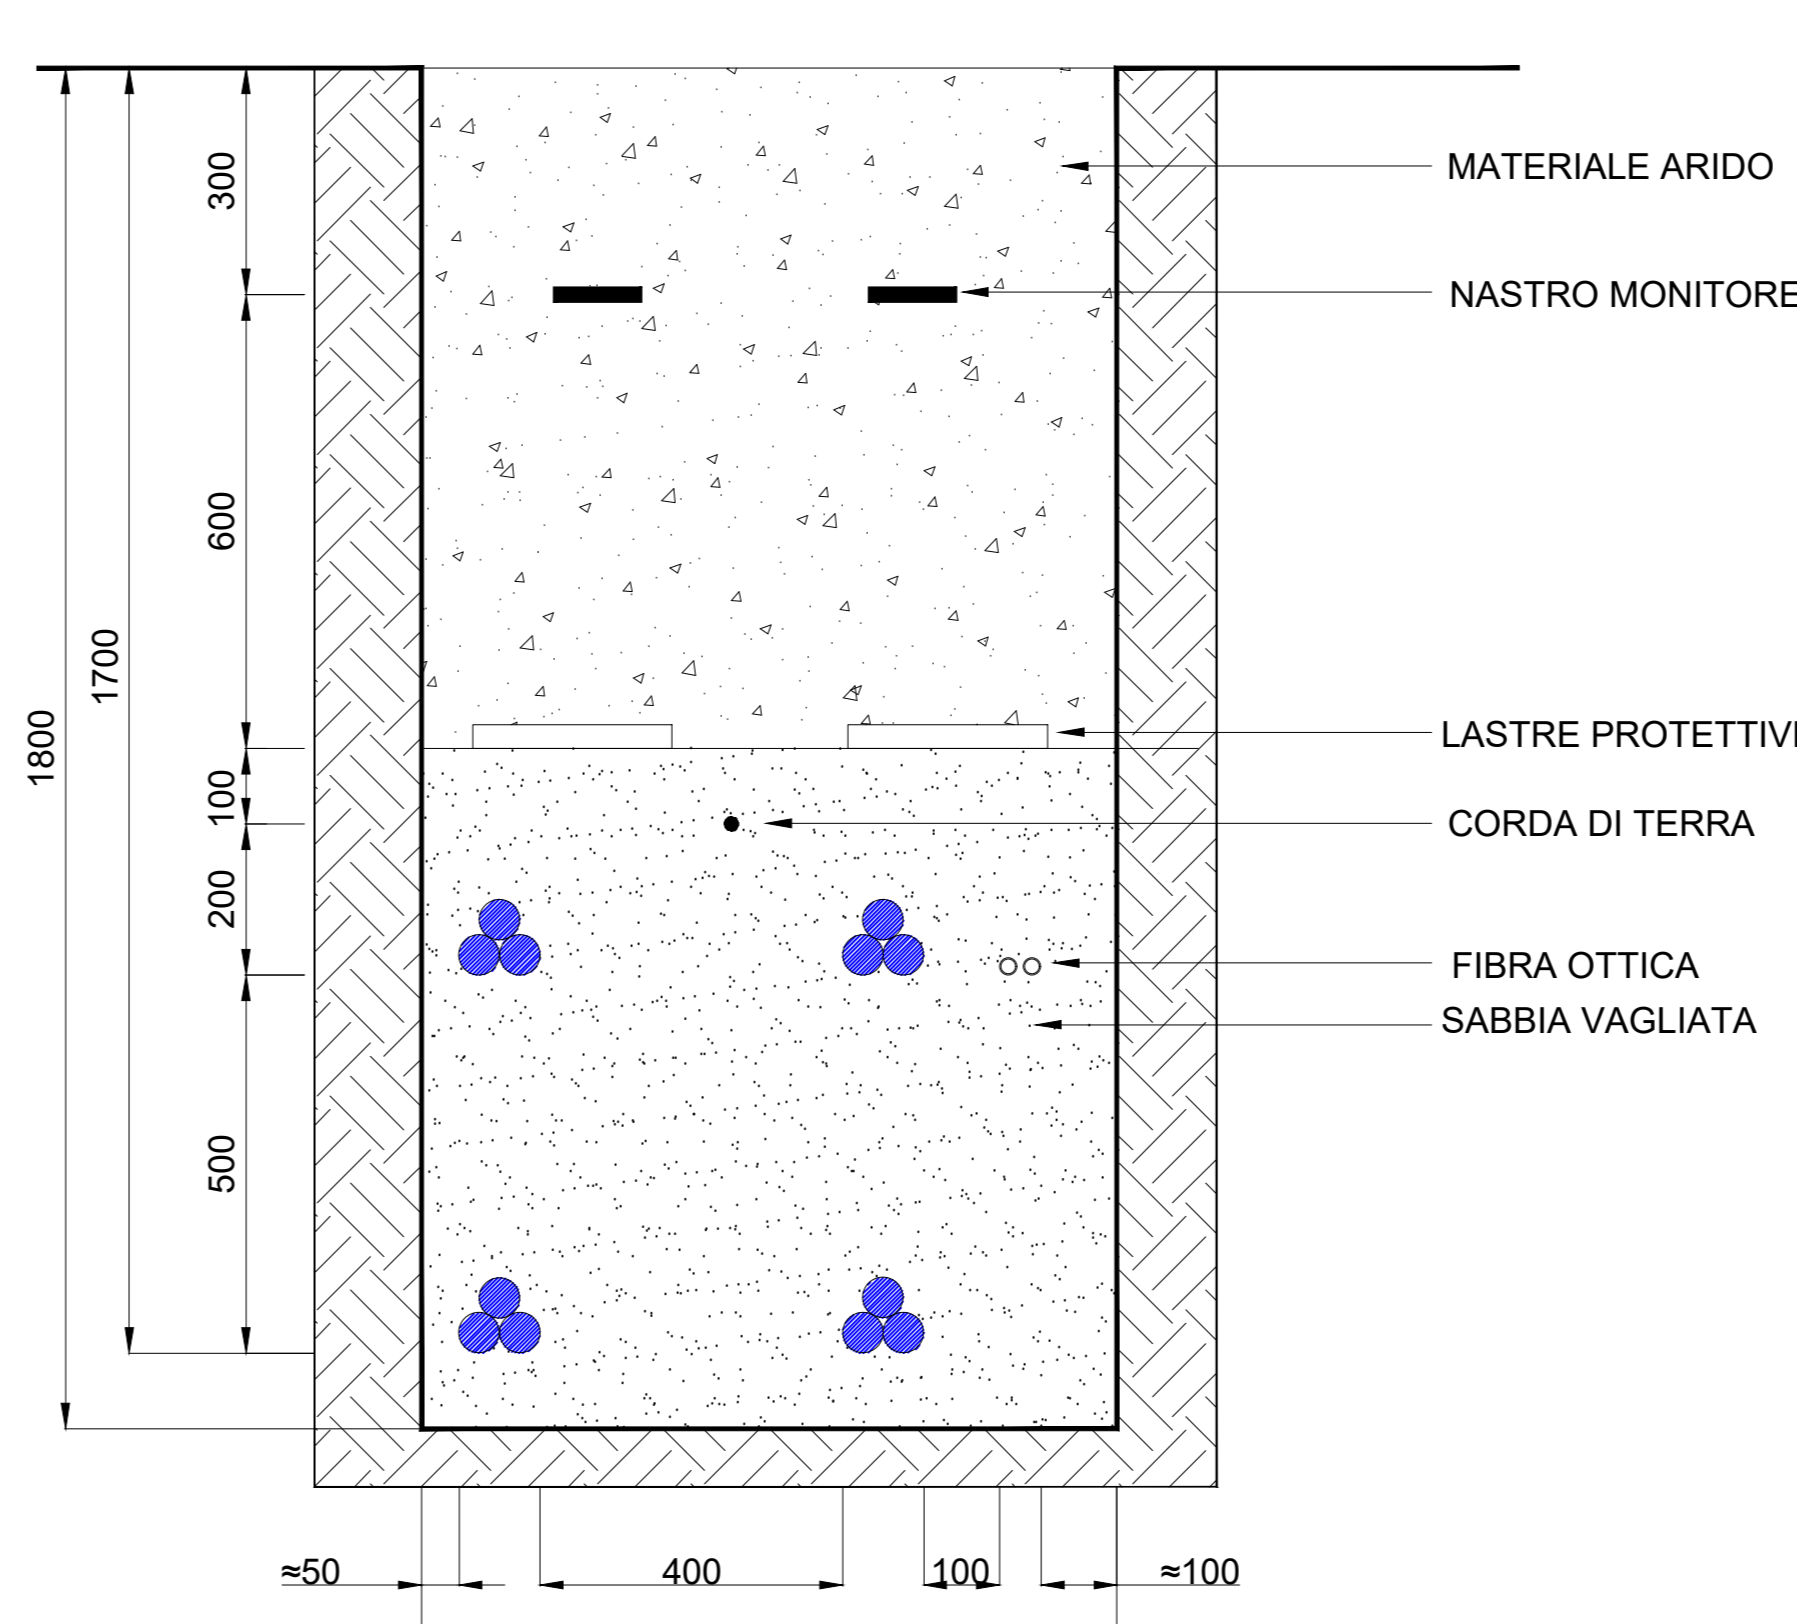 300
MATERIALE ARIDO
NASTRO MONITORE
600
1700
1800
LASTRE PROTETTIVE
100
CORDA DI TERRA
200
FIBRA OTTICA
SABBIA VAGLIATA
500
≈50
400
100
≈100